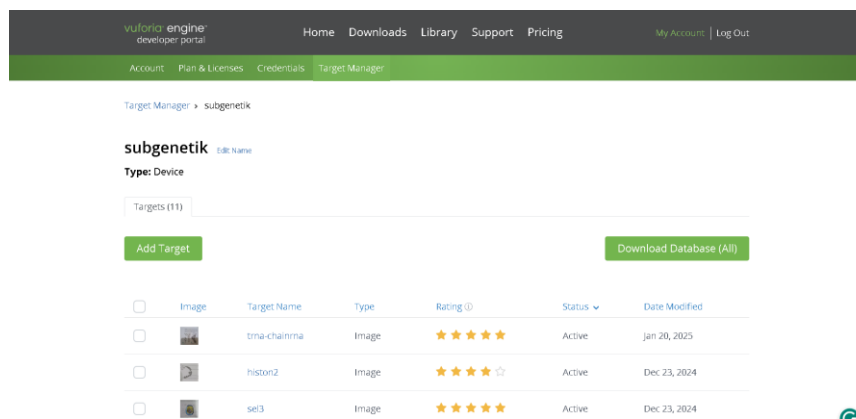 vuforia engine Home Downloads Library Support Pricing My Account | Log Out
developer portal
Account Plan & Licenses Credentials Target Manager
Target Manager › subgenetik
subgenetik Edit Name
Type: Device
Targets (11)
Add Target Download Database (All)
Image Target Name Type Rating Status Date Modified
trna-chainrna Image Active Jan 20, 2025
histon2 Image Active Dec 23, 2024
sel3 Image Active Dec 23, 2024